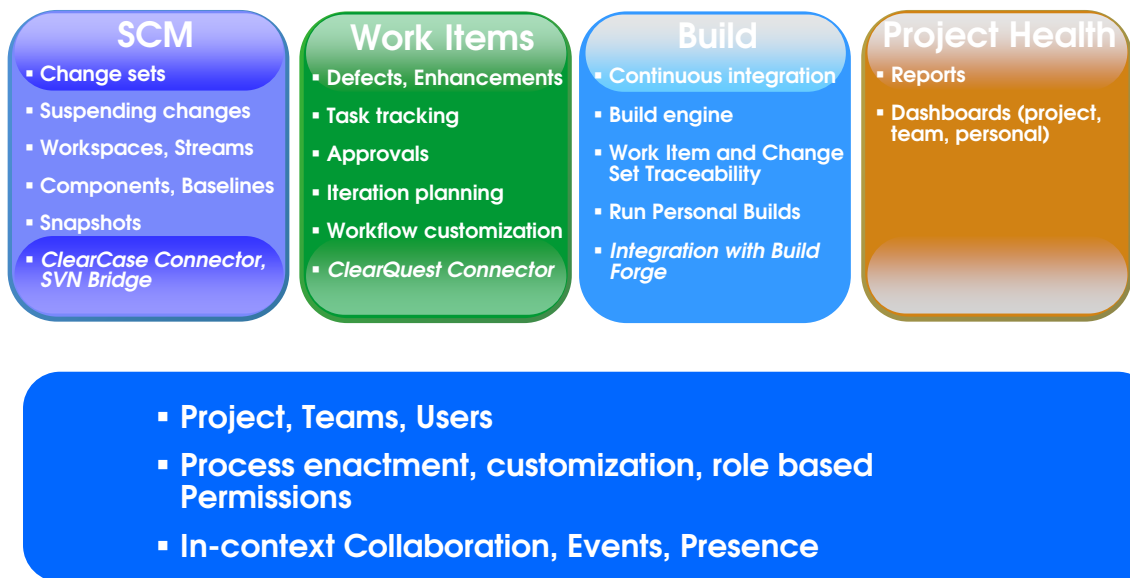 SCM
▪ Change sets
▪ Suspending changes
▪ Workspaces, Streams
▪ Components, Baselines
▪ Snapshots
▪ ClearCase Connector,
SVN Bridge
Work Items
▪ Defects, Enhancements
▪ Task tracking
▪ Approvals
▪ Iteration planning
▪ Workflow customization
▪ ClearQuest Connector
Build
▪ Continuous integration
▪ Build engine
▪ Work Item and Change
Set Traceability
▪ Run Personal Builds
▪ Integration with Build
Forge
Project Health
▪ Reports
▪ Dashboards (project,
team, personal)
▪ Project, Teams, Users
▪ Process enactment, customization, role based
Permissions
▪ In-context Collaboration, Events, Presence